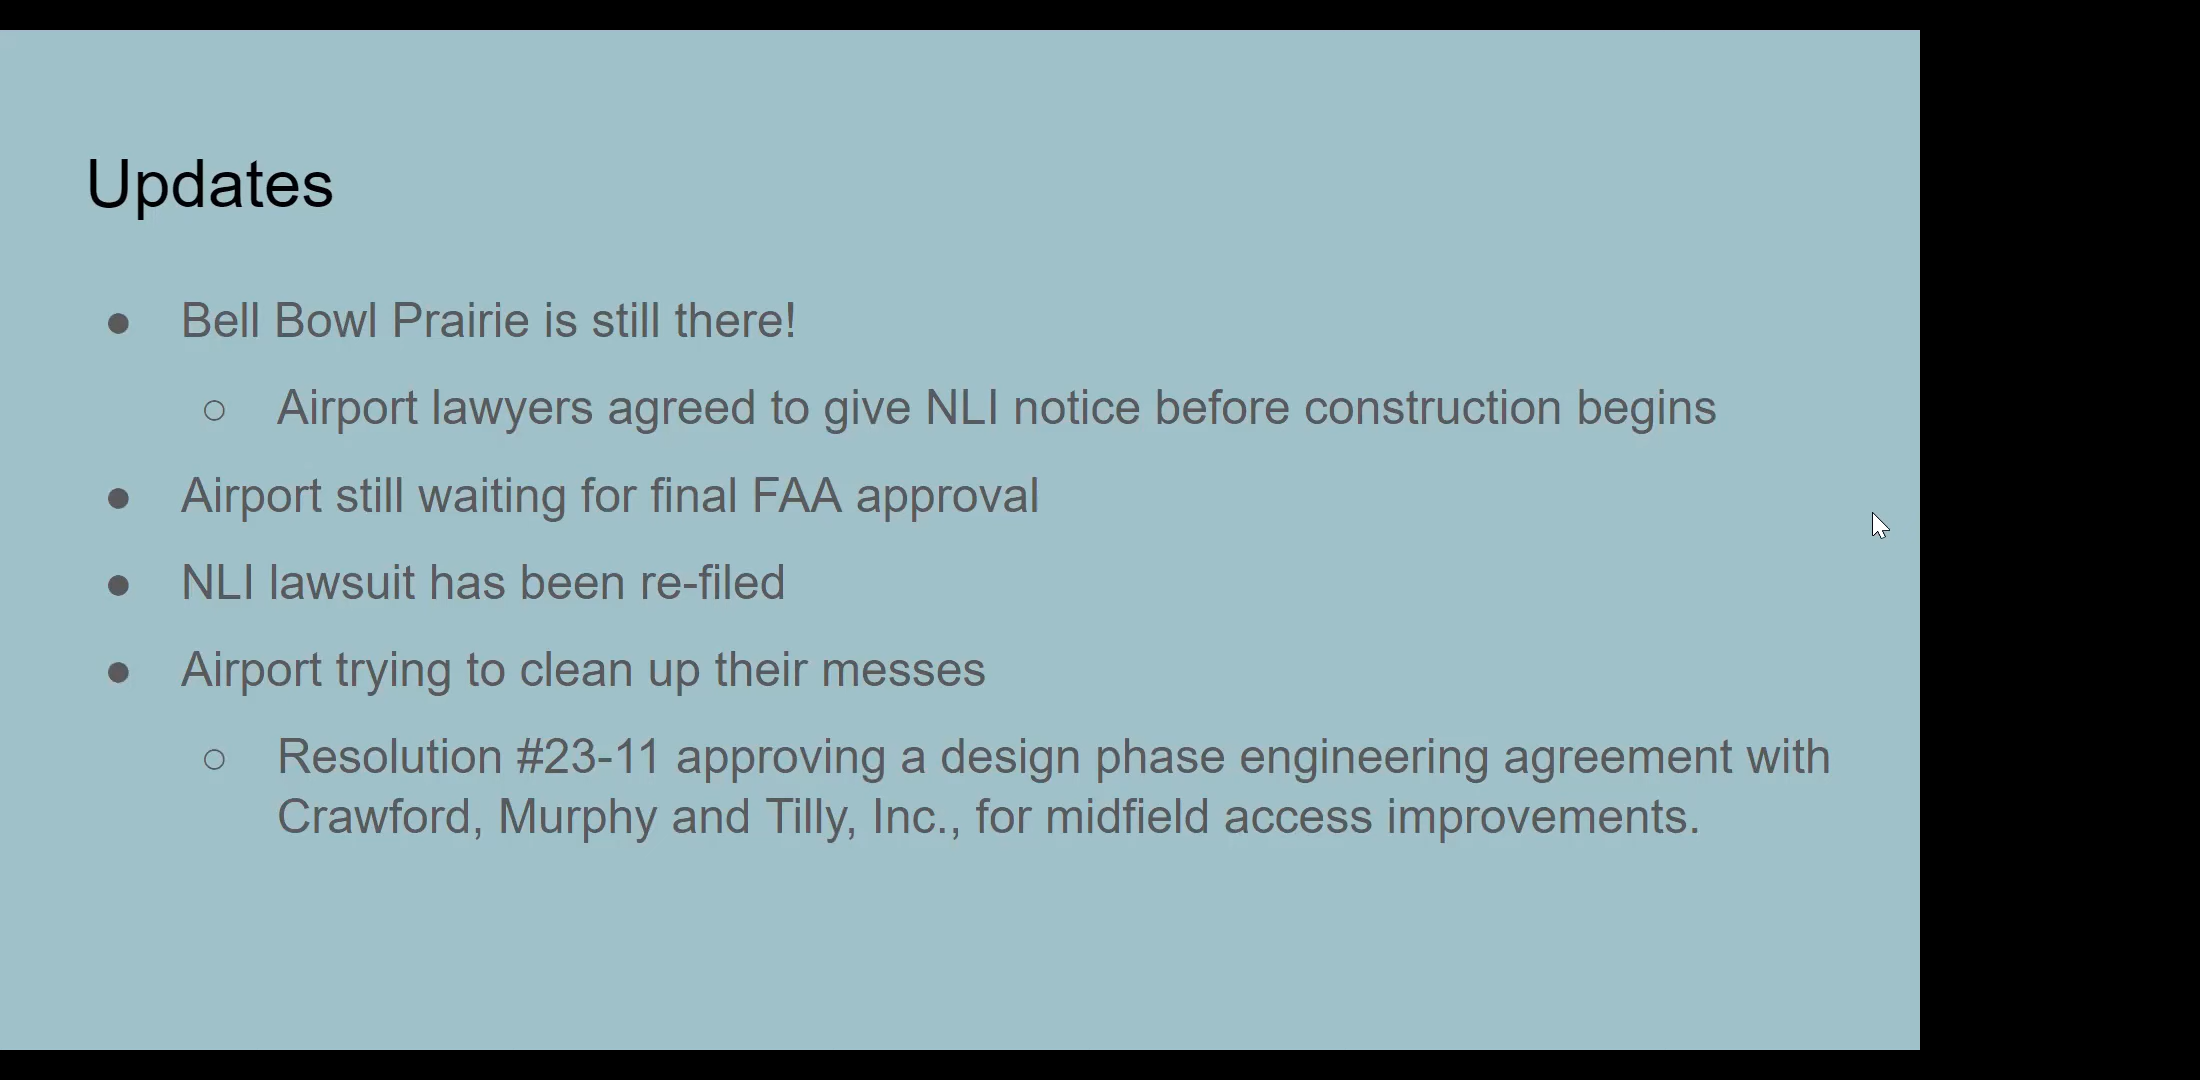 Updates
● Bell Bowl Prairie is still there!
○ Airport lawyers agreed to give NLI notice before construction begins
● Airport still waiting for final FAA approval
● NLI lawsuit has been re-filed
● Airport trying to clean up their messes
○ Resolution #23-11 approving a design phase engineering agreement with
Crawford, Murphy and Tilly, Inc., for midfield access improvements.